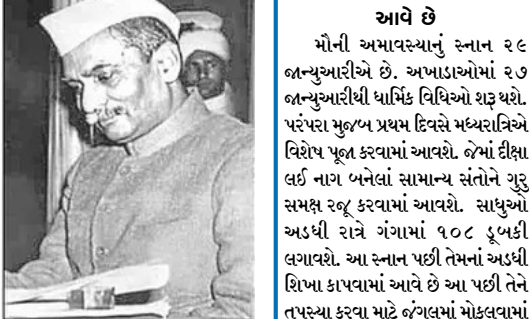 આવે છે
મૌની અમાવસ્યાનું સ્નાન ૨૯
જાન્યુઆરીએ છે. અખાડાઓમાં ૨૭
જાન્યુઆરીથી ધાર્મિક વિધિઓ શરૂ થશે.
પરંપરા મુજબ પ્રથમ દિવસે મધ્યરાત્રિએ
વિશેષ પૂજા કરવામાં આવશે. જેમાં દીક્ષા
લઈ નાગ બનેલાં સામાન્ય સંતોને ગુરુ
સમક્ષ રજૂ કરવામાં આવશે. સાધુઓ
અડધી રાત્રે ગંગામાં ૧૦૮ ડૂબકી
લગાવશે. આ સ્નાન પછી તેમનાં અડધી
શિખા કાપવામાં આવે છે આ પછી તેને
તપસ્યા કરવા માટે જંગલમાં મોકલવામાં